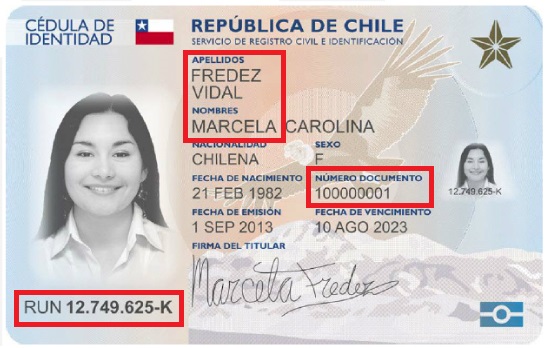 CÉDULA DE
IDENTIDAD
REPÚBLICA DE CHILE
SERVICIO DE REGISTRO CIVIL E IDENTIFICACIÓN
APELLIDOS
FREDEZ
VIDAL
NOMBRES
MARCELA CAROLINA
NACIONALIDAD SEXO
CHILENA F
FECHA DE NACIMIENTO NÚMERO DOCUMENTO
21 FEB 1982 100000001
FECHA DE EMISIÓN FECHA DE VENCIMIENTO
1 SEP 2013 10 AGO 2023
FIRMA DEL TITULAR
Marcela Fredez
12.749.625-K
RUN 12.749.625-K